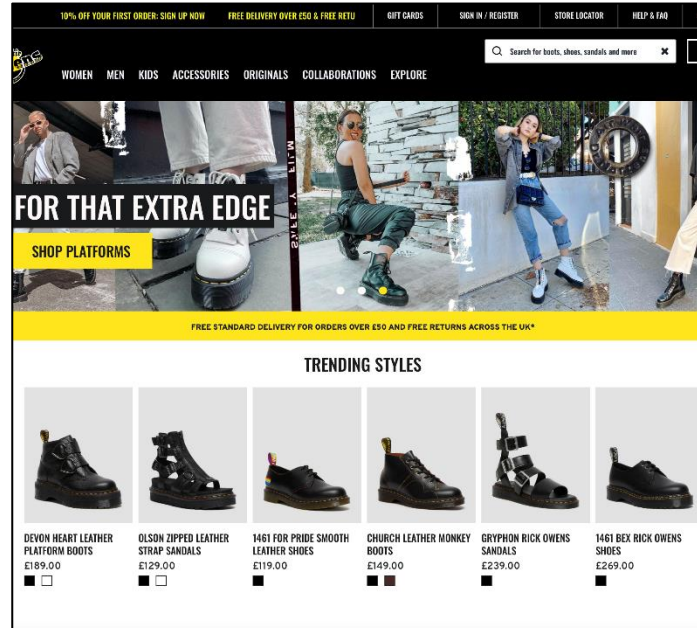 10% OFF YOUR FIRST ORDER: SIGN UP NOW FREE DELIVERY OVER £50 & FREE RETU GIFT CARDS SIGN IN / REGISTER STORE LOCATOR HELP & FAQ
Search for boots, shoes, sandals and more
WOMEN MEN KIDS ACCESSORIES ORIGINALS COLLABORATIONS EXPLORE
FOR THAT EXTRA EDGE
SHOP PLATFORMS
FREE STANDARD DELIVERY FOR ORDERS OVER £50 AND FREE RETURNS ACROSS THE UK*
TRENDING STYLES
DEVON HEART LEATHER
PLATFORM BOOTS
£189.00
OLSON ZIPPED LEATHER
STRAP SANDALS
£129.00
1461 FOR PRIDE SMOOTH
LEATHER SHOES
£119.00
CHURCH LEATHER MONKEY
BOOTS
£149.00
GRYPHON RICK OWENS
SANDALS
£239.00
1461 BEX RICK OWENS
SHOES
£269.00